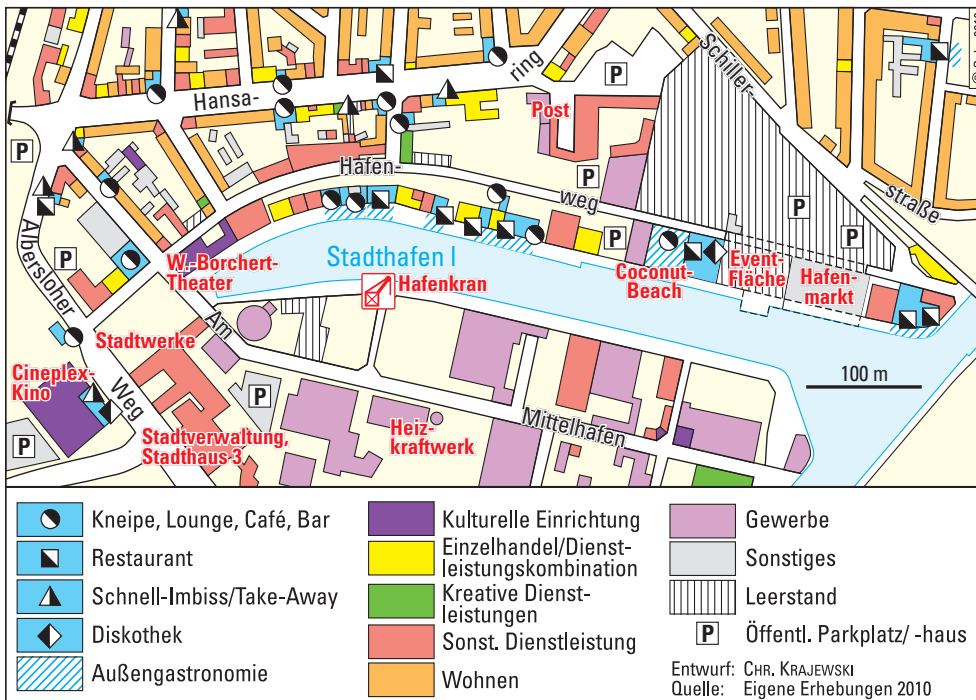 Hansa-
ring
Schiller-
straße
P
Post
Hafen-
weg
P
P
P
P
P
P
Albersloher
Weg
W.-Borchert-
Theater
Stadthafen I
Hafenkran
Coconut-
Beach
Event-
Fläche
Hafen-
markt
Stadtwerke
Am
Mittelhafen
100 m
Cineplex-
Kino
P
P
Stadtverwaltung,
Stadthaus 3
Heiz-
kraftwerk
Kneipe, Lounge, Café, Bar
Restaurant
Schnell-Imbiss/Take-Away
Diskothek
Außengastronomie
Kulturelle Einrichtung
Einzelhandel/Dienst-
leistungskombination
Kreative Dienst-
leistungen
Sonst. Dienstleistung
Wohnen
Gewerbe
Sonstiges
Leerstand
P Öffentl. Parkplatz/ -haus
Entwurf: CHR. KRAJEWSKI
Quelle: Eigene Erhebungen 2010